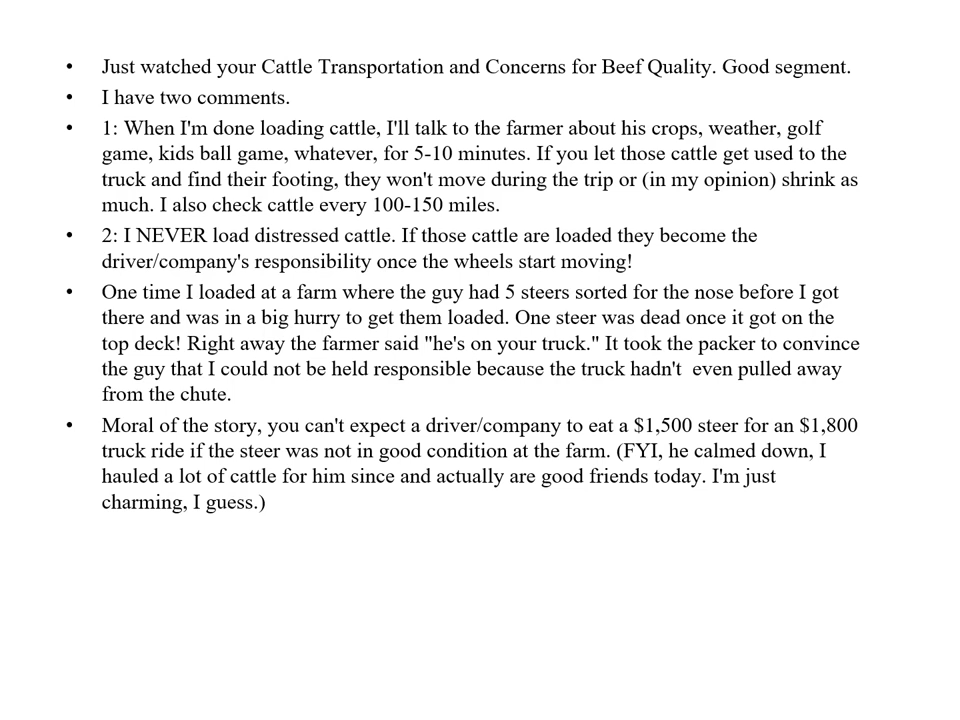 • Just watched your Cattle Transportation and Concerns for Beef Quality. Good segment.
• I have two comments.
• 1: When I'm done loading cattle, I'll talk to the farmer about his crops, weather, golf
game, kids ball game, whatever, for 5-10 minutes. If you let those cattle get used to the
truck and find their footing, they won't move during the trip or (in my opinion) shrink as
much. I also check cattle every 100-150 miles.
• 2: I NEVER load distressed cattle. If those cattle are loaded they become the
driver/company's responsibility once the wheels start moving!
• One time I loaded at a farm where the guy had 5 steers sorted for the nose before I got
there and was in a big hurry to get them loaded. One steer was dead once it got on the
top deck! Right away the farmer said "he's on your truck." It took the packer to convince
the guy that I could not be held responsible because the truck hadn't  even pulled away
from the chute.
• Moral of the story, you can't expect a driver/company to eat a $1,500 steer for an $1,800
truck ride if the steer was not in good condition at the farm. (FYI, he calmed down, I
hauled a lot of cattle for him since and actually are good friends today. I'm just
charming, I guess.)